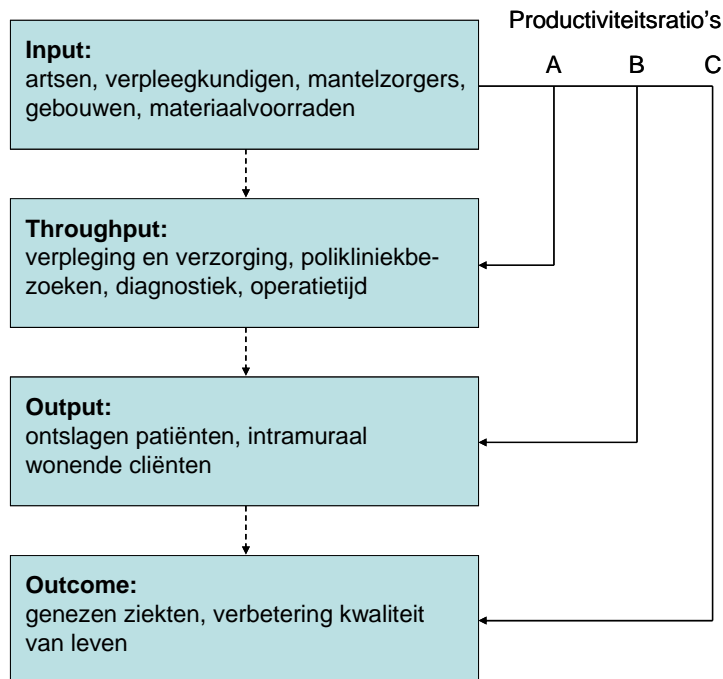 Productiviteitsratio's
A B C
Input:
artsen, verpleegkundigen, mantelzorgers,
gebouwen, materiaalvoorraden
Throughput:
verpleging en verzorging, polikliniekbe-
zoeken, diagnostiek, operatietijd
Output:
ontslagen patiënten, intramuraal
wonende cliënten
Outcome:
genezen ziekten, verbetering kwaliteit
van leven